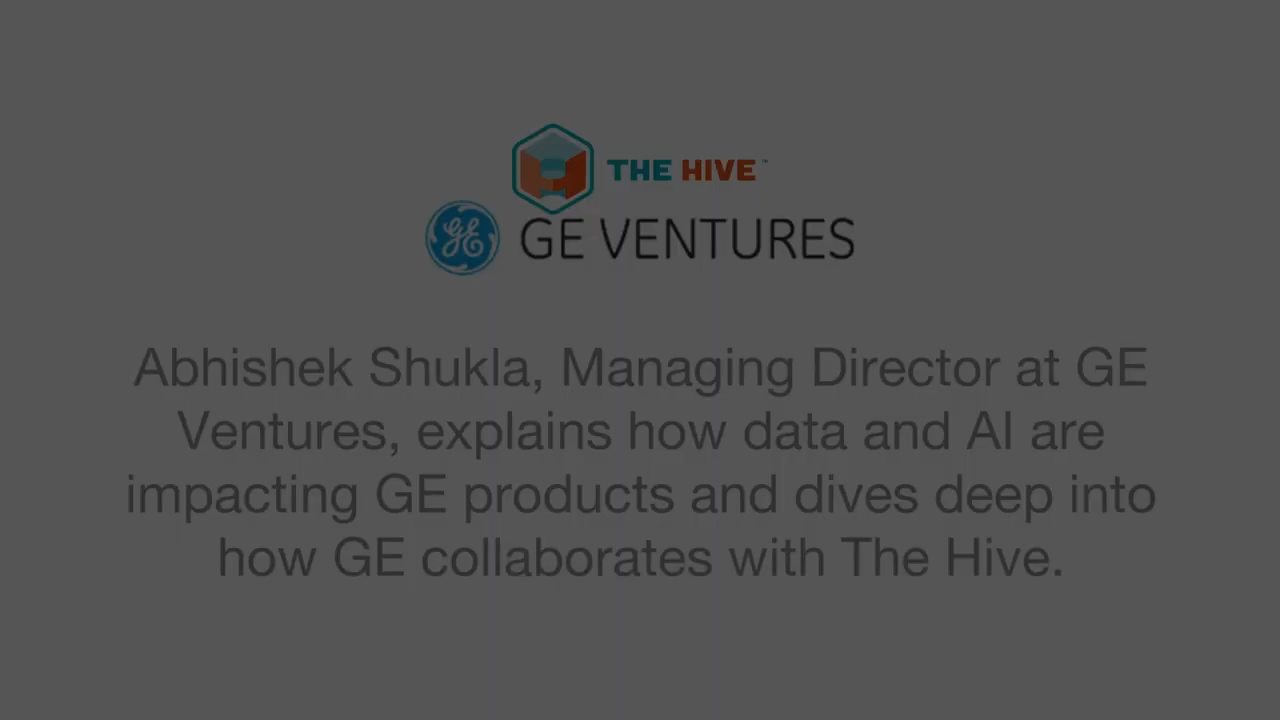 THE HIVE™
GE GE VENTURES
Abhishek Shukla, Managing Director at GE
Ventures, explains how data and AI are
impacting GE products and dives deep into
how GE collaborates with The Hive.